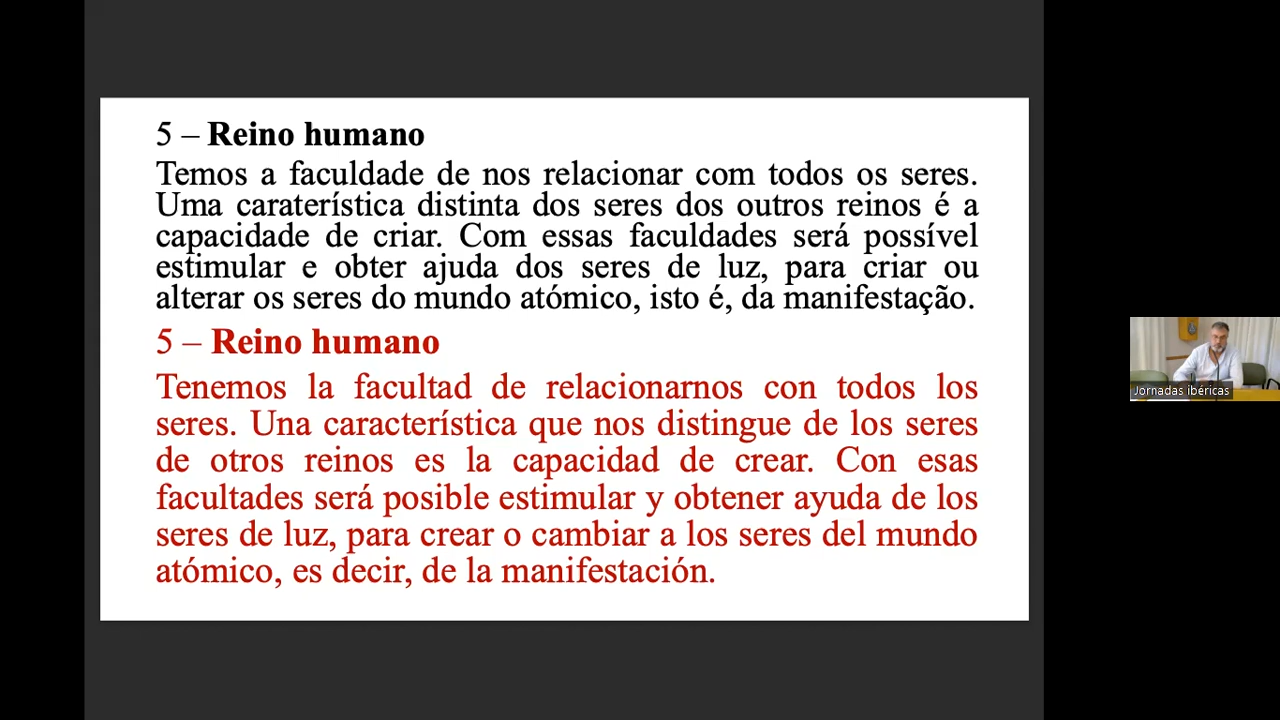 5 – Reino humano
Temos a faculdade de nos relacionar com todos os seres.
Uma caraterística distinta dos seres dos outros reinos é a
capacidade de criar. Com essas faculdades será possível
estimular e obter ajuda dos seres de luz, para criar ou
alterar os seres do mundo atómico, isto é, da manifestação.
5 – Reino humano
Tenemos la facultad de relacionarnos con todos los
seres. Una característica que nos distingue de los seres
de otros reinos es la capacidad de crear. Con esas
facultades será posible estimular y obtener ayuda de los
seres de luz, para crear o cambiar a los seres del mundo
atómico, es decir, de la manifestación.
Jornadas ibéricas